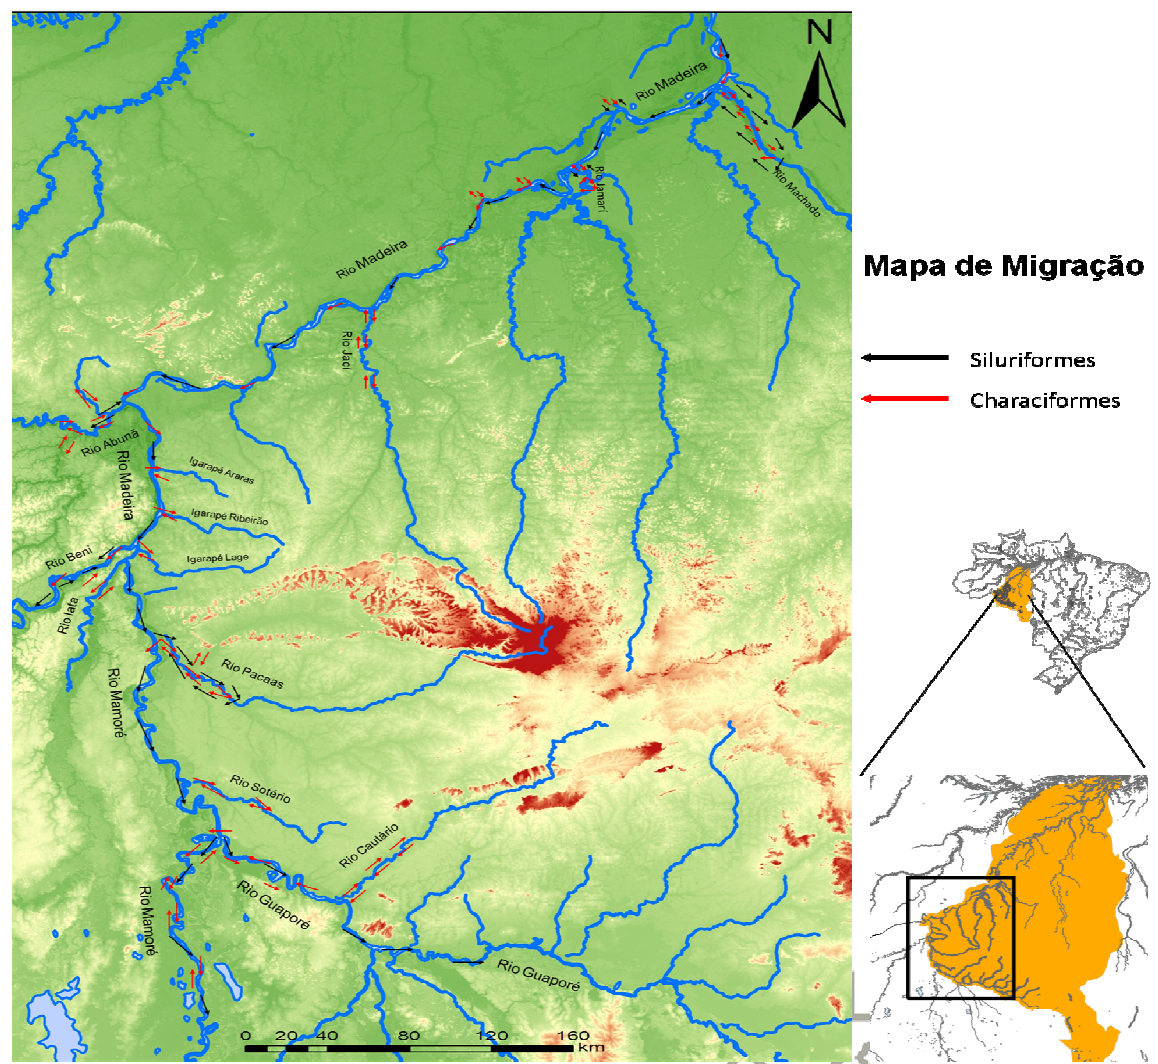 N
Rio Madeira
Rio Machado
Rio Jamari
Rio Madeira
Mapa de Migração
Rio Jaci
Siluriformes
Characiformes
Rio Abunã
Rio Madeira
Igarapé Araras
Igarapé Ribeirão
Rio Beni
Igarapé Lage
Rio Iata
Rio Pacaas
Rio Mamoré
Rio Sotério
Rio Cautário
Rio Guaporé
Rio Mamoré
Rio Guaporé
0 20 40 80 120 160
km